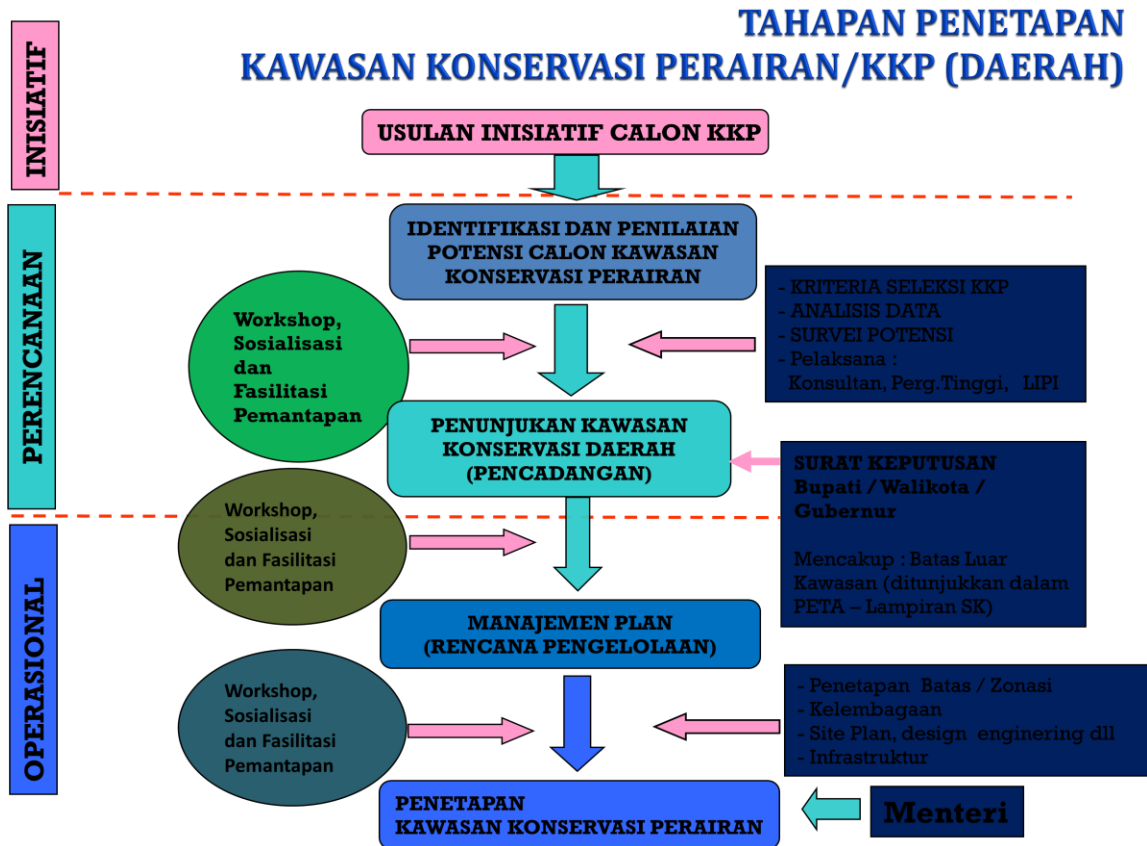 TAHAPAN PENETAPAN
KAWASAN KONSERVASI PERAIRAN/KKP (DAERAH)
INISIATIF
USULAN INISIATIF CALON KKP
PERENCANAAN
IDENTIFIKASI DAN PENILAIAN
POTENSI CALON KAWASAN
KONSERVASI PERAIRAN
Workshop,
Sosialisasi
dan
Fasilitasi
Pemantapan
- KRITERIA SELEKSI KKP
- ANALISIS DATA
- SURVEI POTENSI
- Pelaksana :
Konsultan, Perg.Tinggi, LIPI
PENUNJUKAN KAWASAN
KONSERVASI DAERAH
(PENCADANGAN)
SURAT KEPUTUSAN
Bupati / Walikota /
Gubernur
Mencakup : Batas Luar
Kawasan (ditunjukkan dalam
PETA – Lampiran SK)
OPERASIONAL
Workshop,
Sosialisasi
dan Fasilitasi
Pemantapan
MANAJEMEN PLAN
(RENCANA PENGELOLAAN)
Workshop,
Sosialisasi
dan Fasilitasi
Pemantapan
- Penetapan Batas / Zonasi
- Kelembagaan
- Site Plan, design enginering dll
- Infrastruktur
PENETAPAN
KAWASAN KONSERVASI PERAIRAN
Menteri